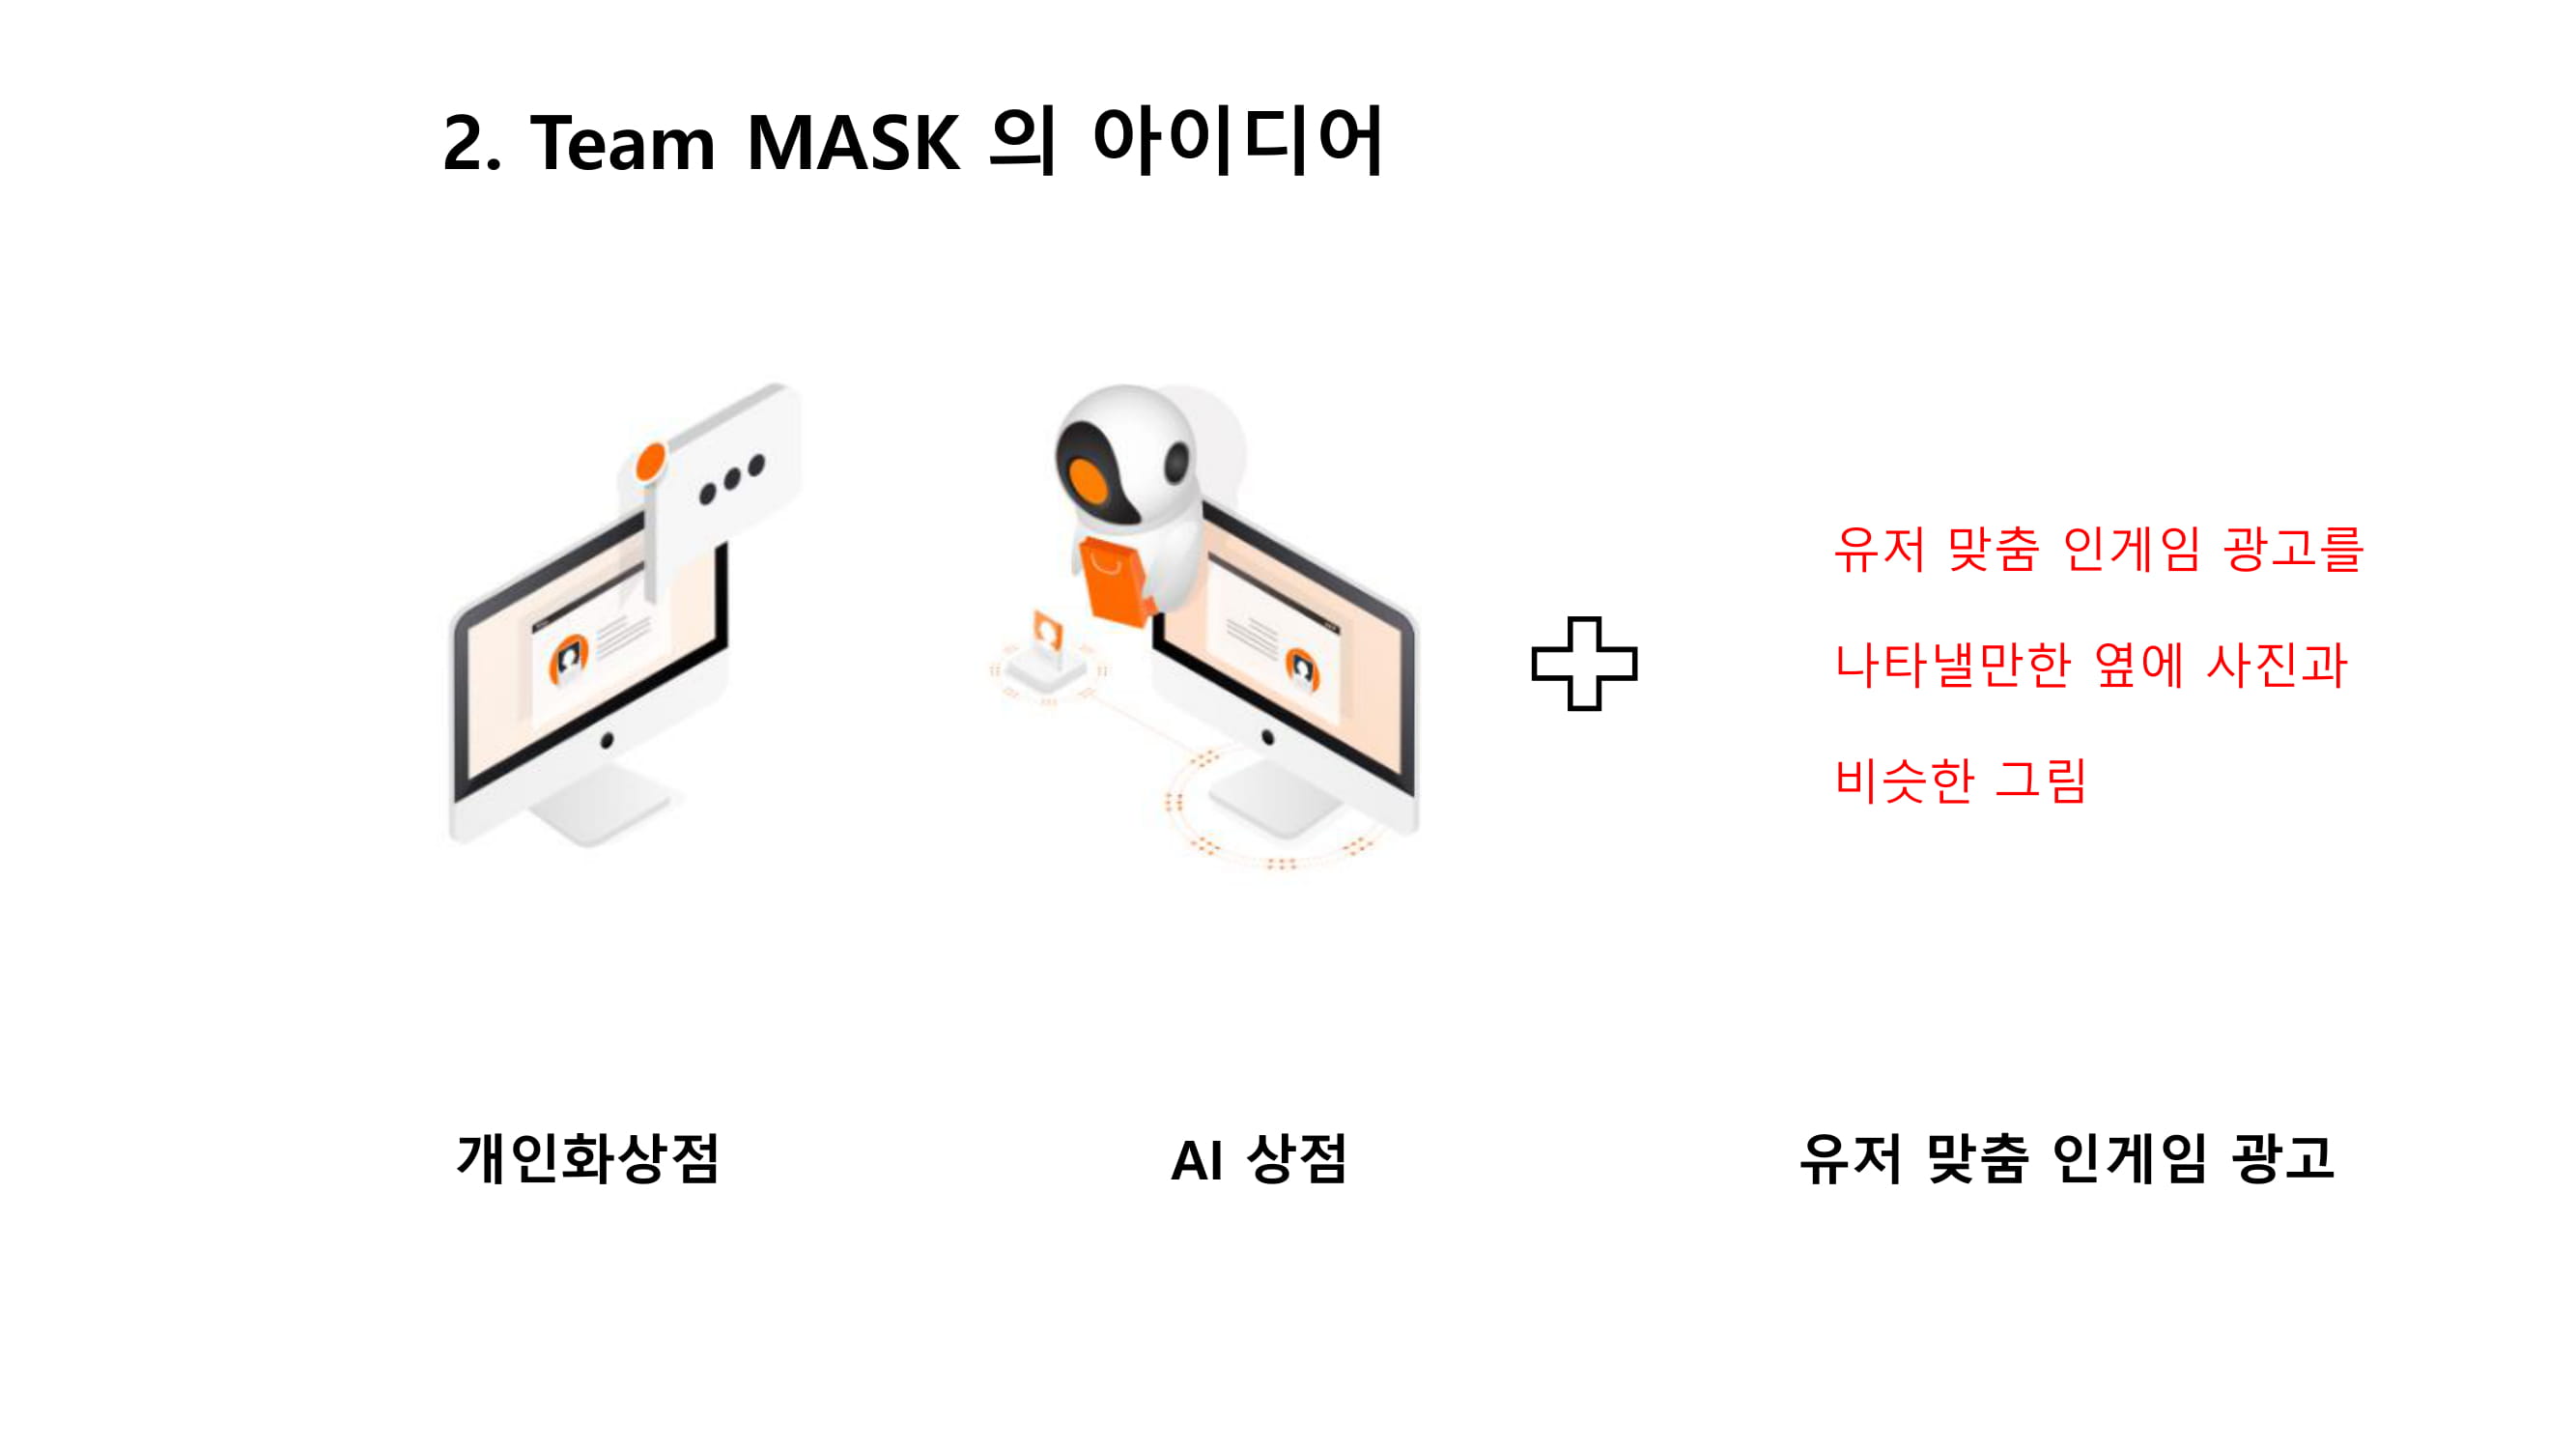 2. Team MASK 의 아이디어
유저 맞춤 인게임 광고를
나타낼만한 옆에 사진과
비슷한 그림
개인화상점
AI 상점
유저 맞춤 인게임 광고